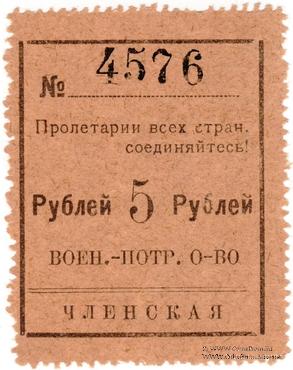 № 4576
Пролетарии всех стран.
соединяйтесь!
Рублей 5 Рублей
ВОЕН.-ПОТР. О-ВО
ЧЛЕНСКАЯ